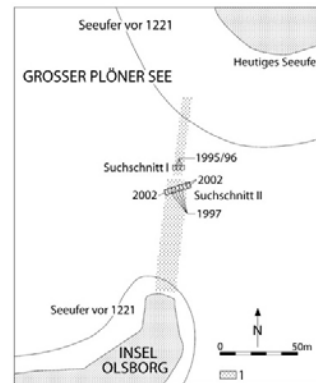 Seeufer vor 1221
GROSSER PLÖNER SEE
Heutiges Seeufer
1995/96
Suchschnitt I
2002
Suchschnitt II
2002
1997
Seeufer vor 1221
INSEL
OLSBORG
N
0 50m
1